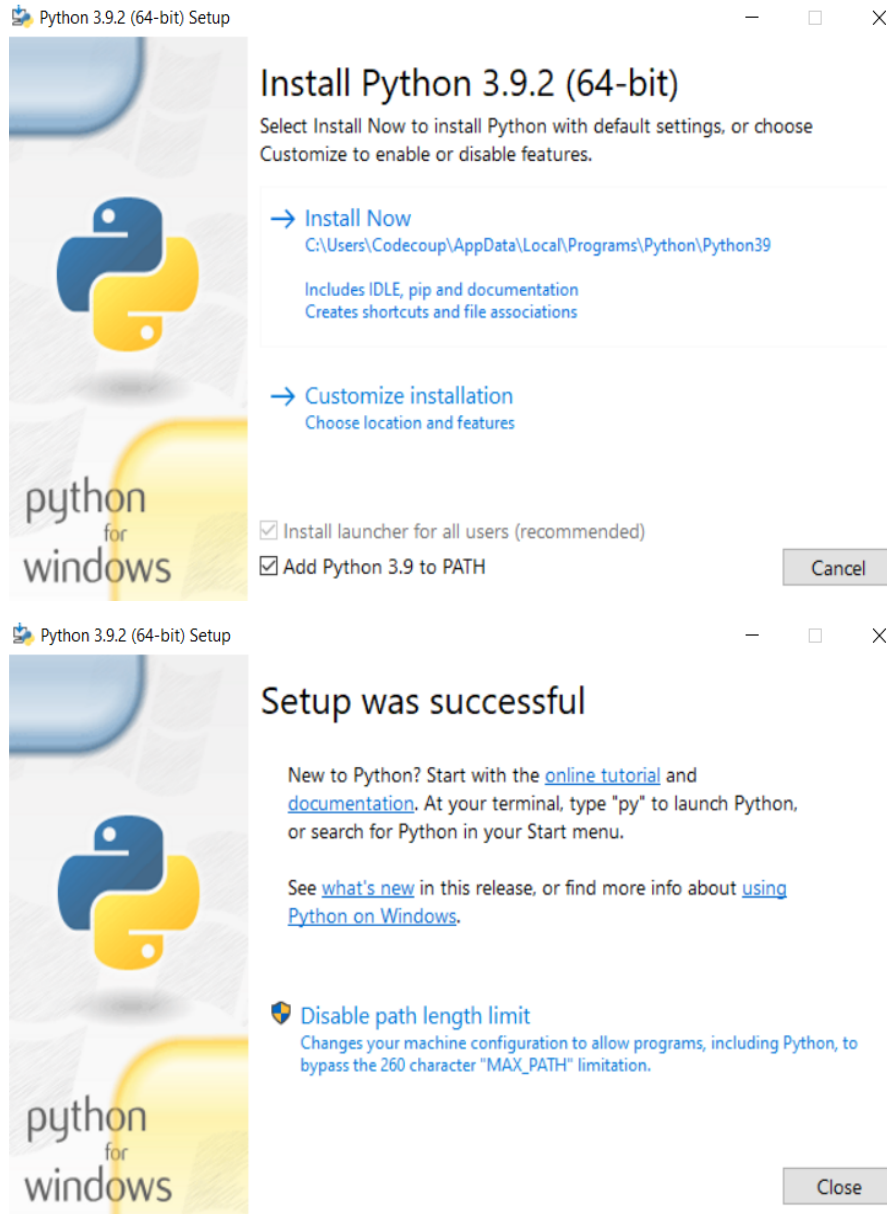 Python 3.9.2 (64-bit) Setup
Install Python 3.9.2 (64-bit)
Select Install Now to install Python with default settings, or choose
Customize to enable or disable features.
Install Now
C:\Users\Codecoup\AppData\Local\Programs\Python\Python39
Includes IDLE, pip and documentation
Creates shortcuts and file associations
Customize installation
Choose location and features
python
for
windows
Install launcher for all users (recommended)
Add Python 3.9 to PATH
Cancel
Python 3.9.2 (64-bit) Setup
Setup was successful
New to Python? Start with the online tutorial and
documentation. At your terminal, type "py" to launch Python,
or search for Python in your Start menu.
See what's new in this release, or find more info about using
Python on Windows.
Disable path length limit
Changes your machine configuration to allow programs, including Python, to
bypass the 260 character "MAX_PATH" limitation.
python
for
windows
Close